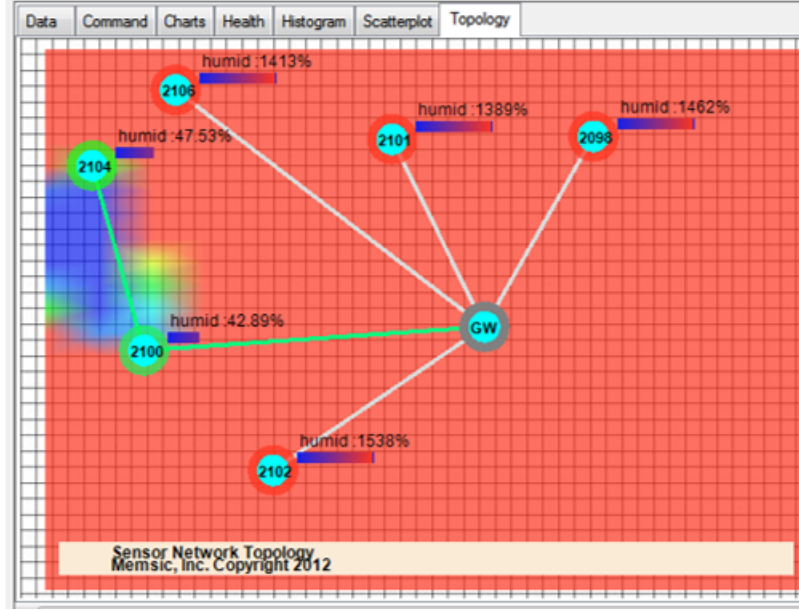 Data Command Charts Health Histogram Scatterplot Topology
humid :1413%
2106
humid :1389%
2101
humid :1462%
2098
humid :47.53%
2104
humid :42.89%
2100
GW
humid :1538%
2102
Sensor Network Topology
Memsic, Inc. Copyright 2012